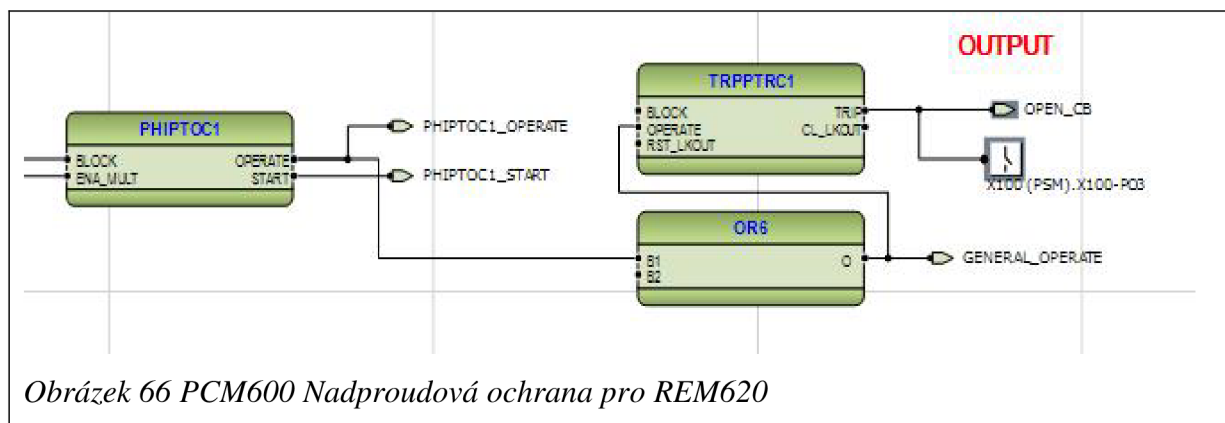 OUTPUT
TRPPTRC1
BLOCK TRIP
OPERATE CL_LKOUT
RST_LKOUT
OPEN_CB
X100 (PSM).X100-PO3
PHIPTOC1
BLOCK OPERATE
ENA_MULT START
PHIPTOC1_OPERATE
PHIPTOC1_START
OR6
B1 O
B2
GENERAL_OPERATE
Obrázek 66 PCM600 Nadproudová ochrana pro REM620